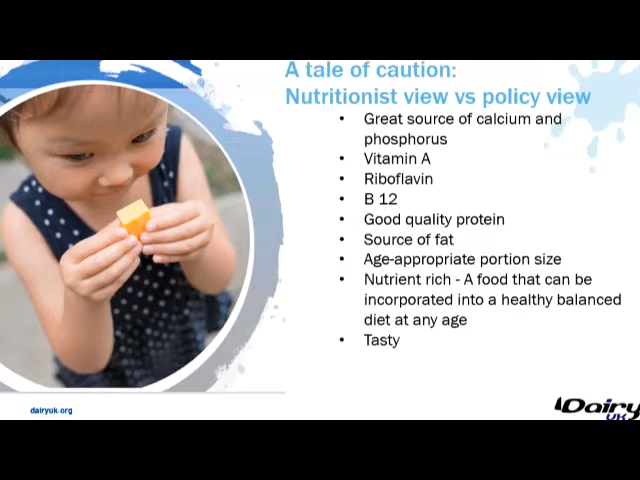 A tale of caution:
Nutritionist view vs policy view
• Great source of calcium and
phosphorus
• Vitamin A
• Riboflavin
• B 12
• Good quality protein
• Source of fat
• Age-appropriate portion size
• Nutrient rich - A food that can be
incorporated into a healthy balanced
diet at any age
• Tasty
dairyuk.org
Dairy
UK